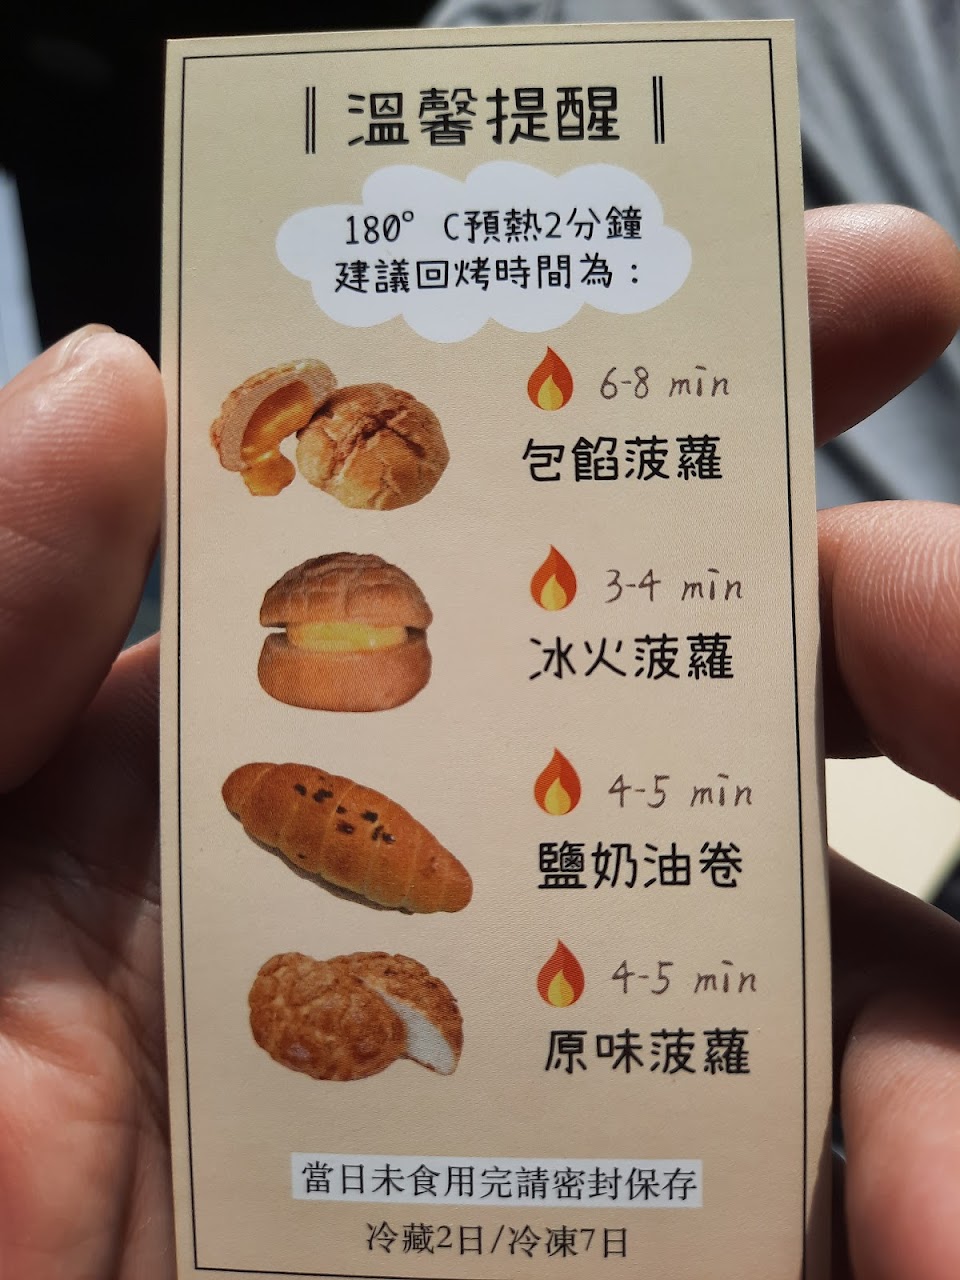 溫馨提醒
180° C預熱2分鐘
建議回烤時間為：
6-8 min
包餡菠蘿
3-4 min
冰火菠蘿
4-5 min
鹽奶油卷
4-5 min
原味菠蘿
當日未食用完請密封保存
冷藏2日/冷凍7日